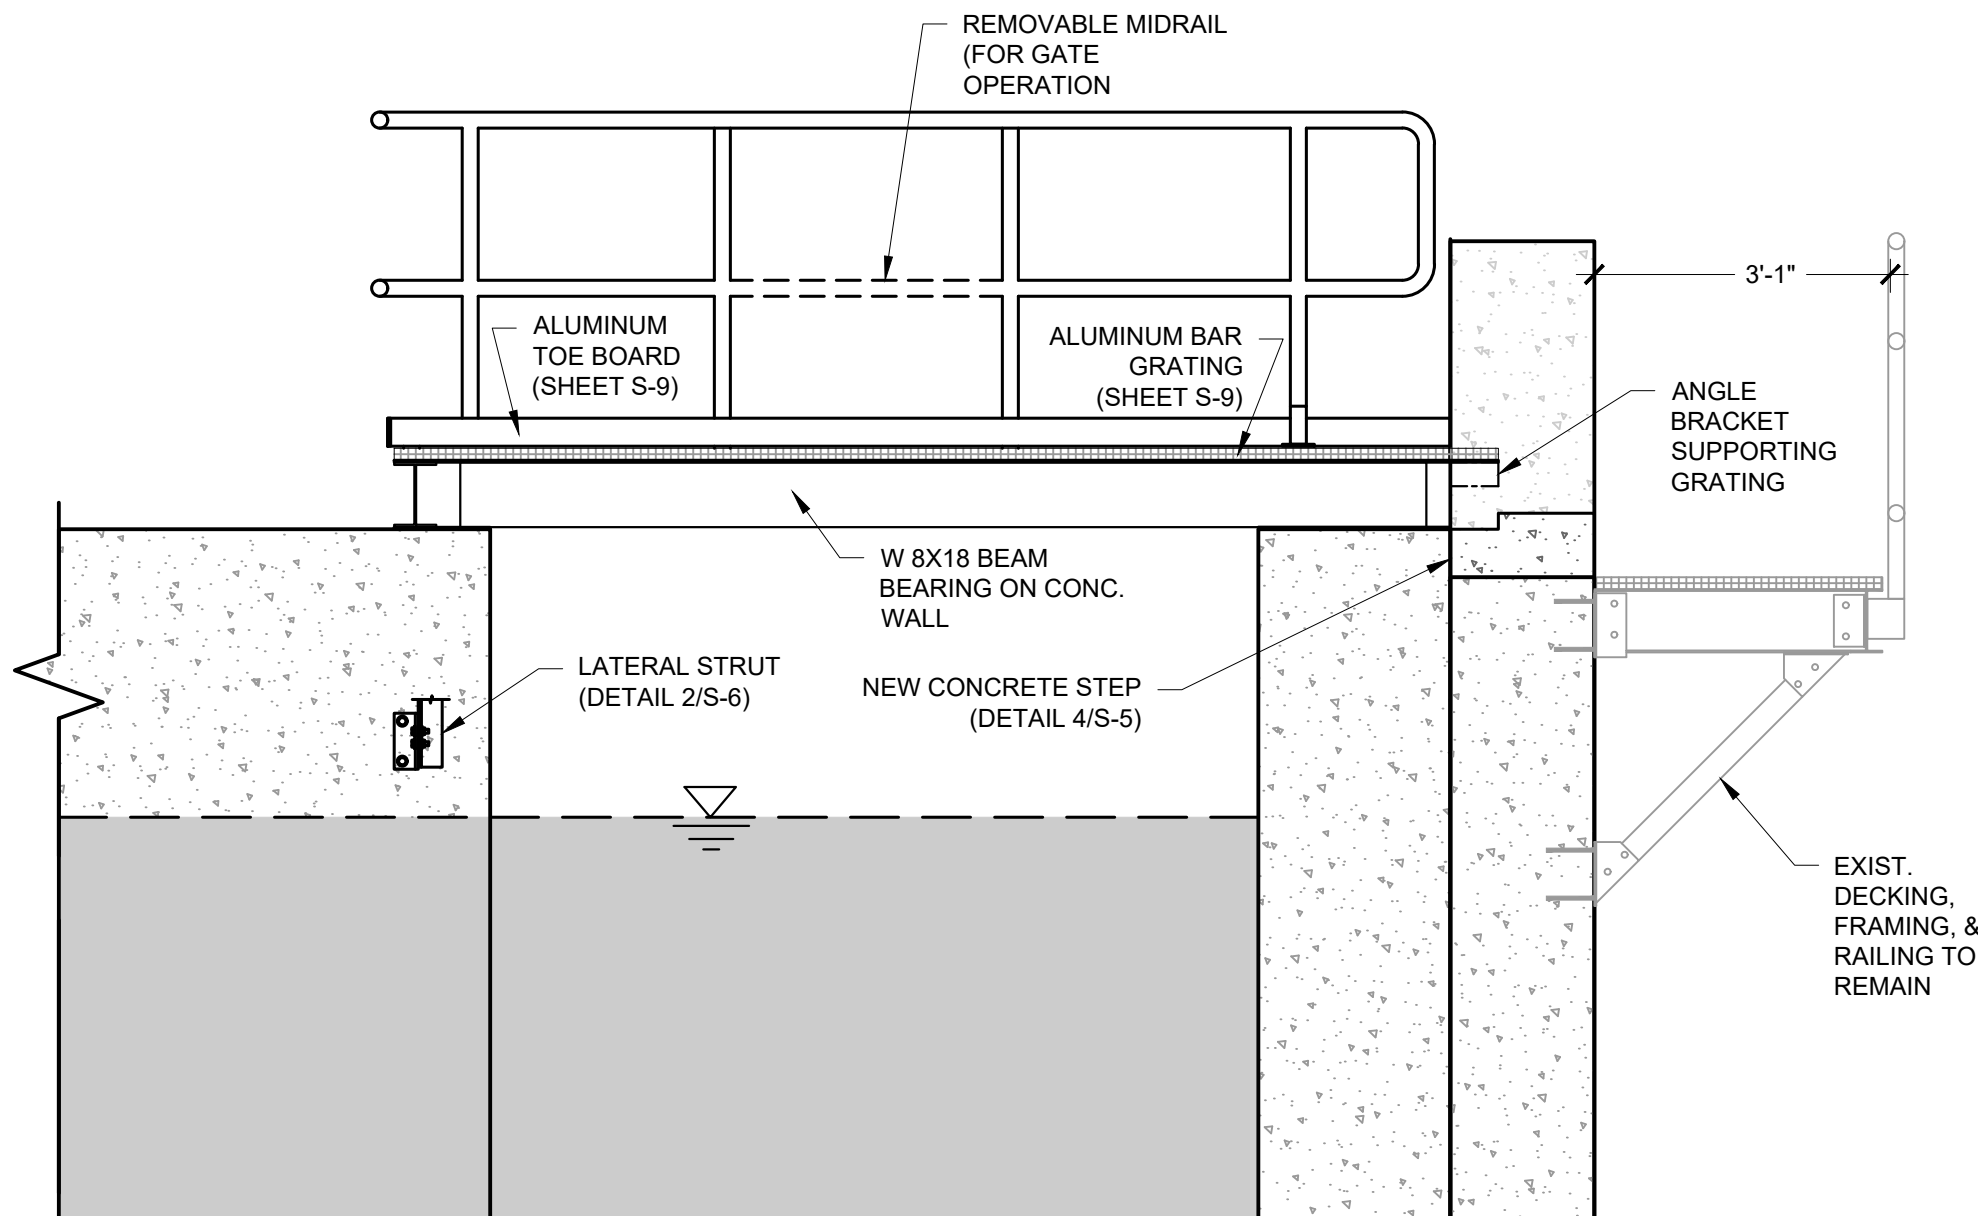 REMOVABLE MIDRAIL
(FOR GATE
OPERATION
3'-1"
ALUMINUM
TOE BOARD
(SHEET S-9)
ALUMINUM BAR
GRATING
(SHEET S-9)
ANGLE
BRACKET
SUPPORTING
GRATING
W 8X18 BEAM
BEARING ON CONC.
WALL
LATERAL STRUT
(DETAIL 2/S-6)
NEW CONCRETE STEP
(DETAIL 4/S-5)
EXIST.
DECKING,
FRAMING, &
RAILING TO
REMAIN